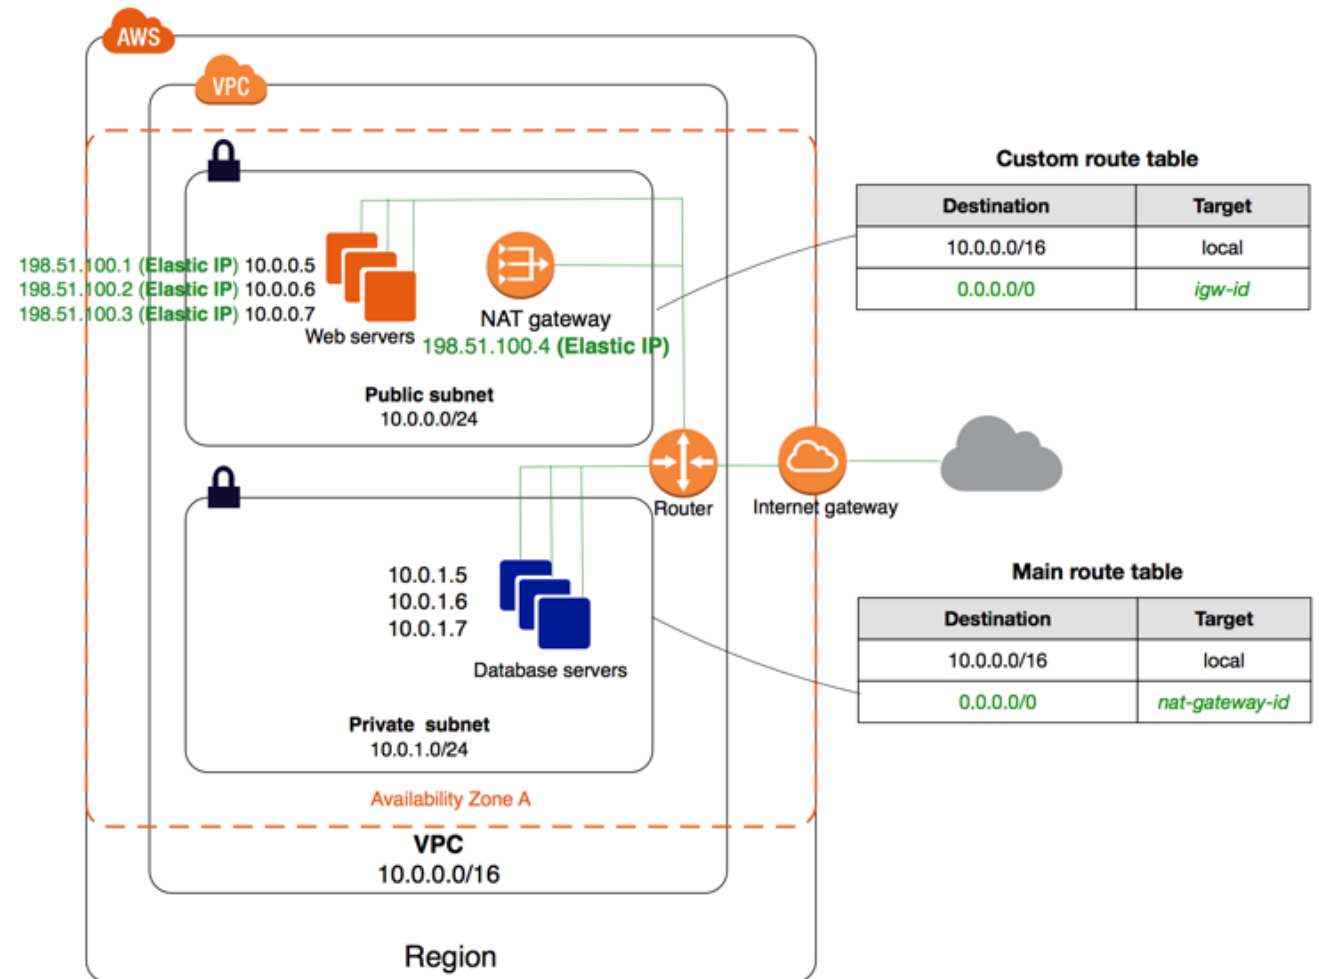 AWS
VPC
198.51.100.1 (Elastic IP) 10.0.0.5
198.51.100.2 (Elastic IP) 10.0.0.6
198.51.100.3 (Elastic IP) 10.0.0.7
Web servers
NAT gateway
198.51.100.4 (Elastic IP)
Public subnet
10.0.0.0/24
Custom route table
Destination Target
10.0.0.0/16 local
0.0.0.0/0 igw-id
Router
Internet gateway
10.0.1.5
10.0.1.6
10.0.1.7
Database servers
Private subnet
10.0.1.0/24
Main route table
Destination Target
10.0.0.0/16 local
0.0.0.0/0 nat-gateway-id
Availability Zone A
VPC
10.0.0.0/16
Region